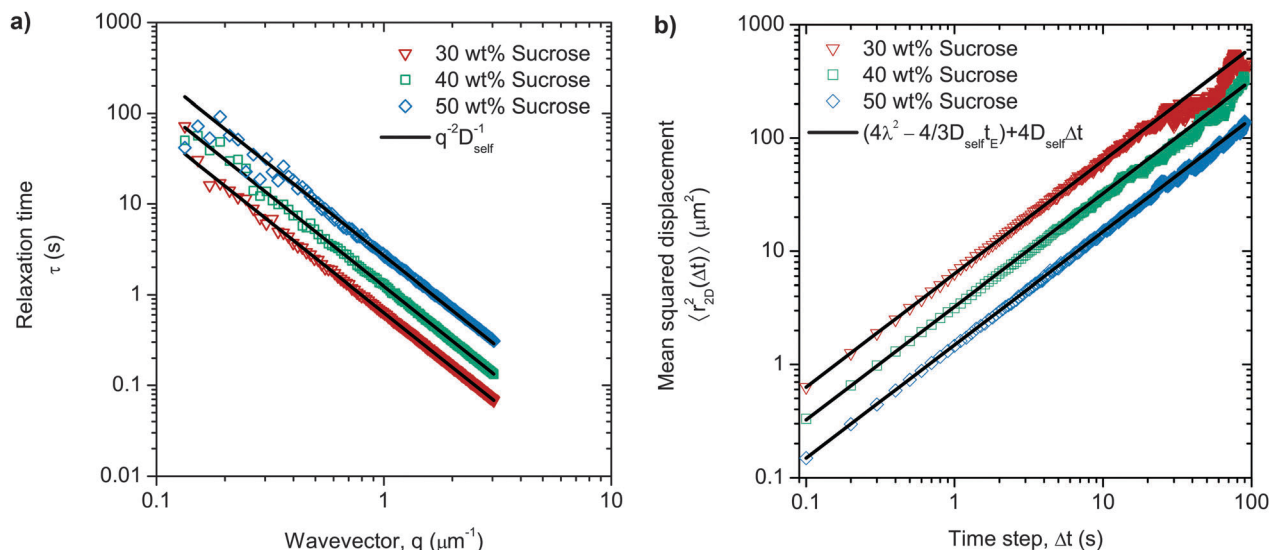 a)
1000
100
10
1
0.1
0.01
0.1
1
10
Relaxation time
τ (s)
Wavevector, q (μm⁻¹)
30 wt% Sucrose
40 wt% Sucrose
50 wt% Sucrose
q⁻²D⁻¹self
b)
1000
100
10
1
0.1
0.1
1
10
100
Mean squared displacement
⟨r²2D(Δt)⟩ (μm²)
Time step, Δt (s)
30 wt% Sucrose
40 wt% Sucrose
50 wt% Sucrose
(4λ² – 4/3DselftE)+4DselfΔt